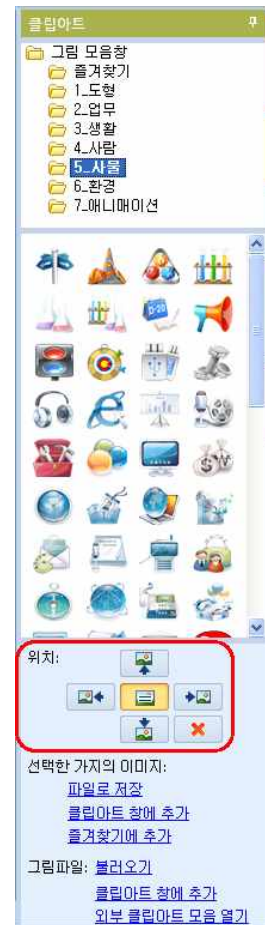 클립아트
그림 모음창
즐겨찾기
1_도형
2_업무
3_생활
4_사람
5_사물
6_환경
7_애니매이션
D-20
위치:
선택한 가지의 이미지:
파일로 저장
클립아트 창에 추가
즐겨찾기에 추가
그림파일: 불러오기
클립아트 창에 추가
외부 클립아트 모음 열기